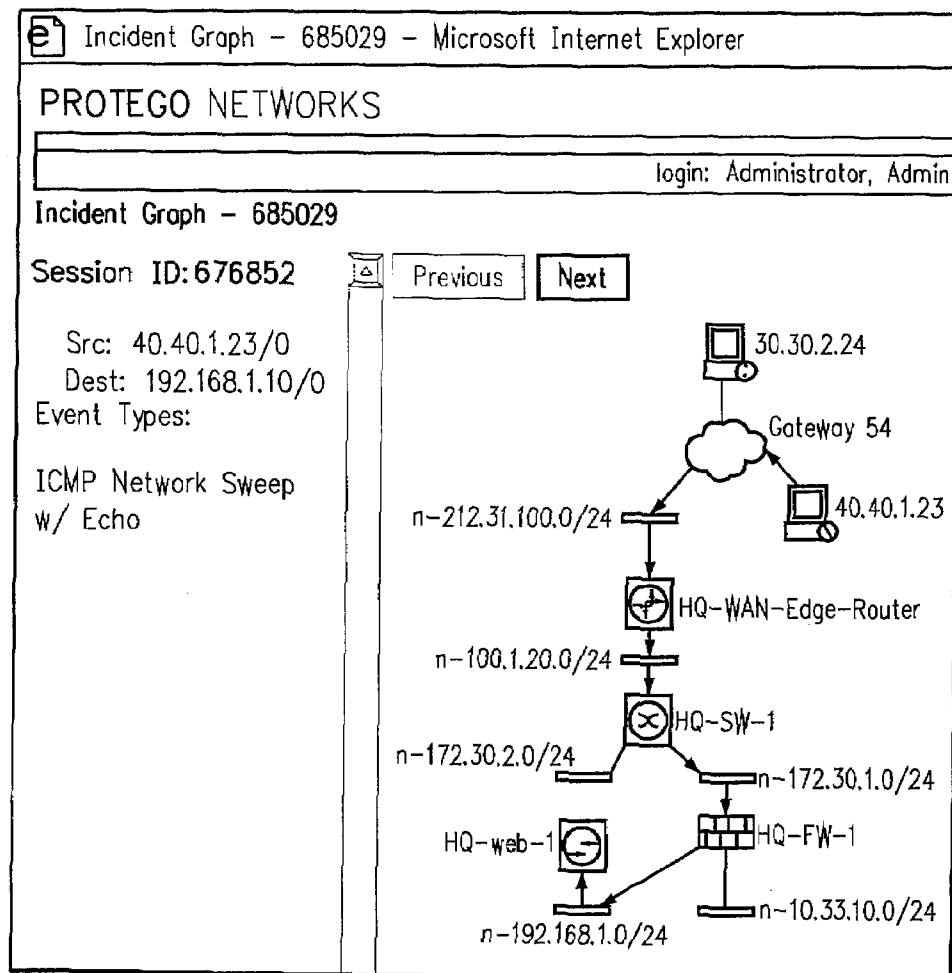 Incident Graph - 685029 - Microsoft Internet Explorer
PROTEGO NETWORKS
login: Administrator, Admin
Incident Graph - 685029
Session ID: 676852
Previous
Next
Src: 40.40.1.23/0
Dest: 192.168.1.10/0
Event Types:
ICMP Network Sweep
w/ Echo
30.30.2.24
Gateway 54
40.40.1.23
n-212.31.100.0/24
HQ-WAN-Edge-Router
n-100.1.20.0/24
HQ-SW-1
n-172.30.2.0/24
n-172.30.1.0/24
HQ-web-1
HQ-FW-1
n-10.33.10.0/24
n-192.168.1.0/24